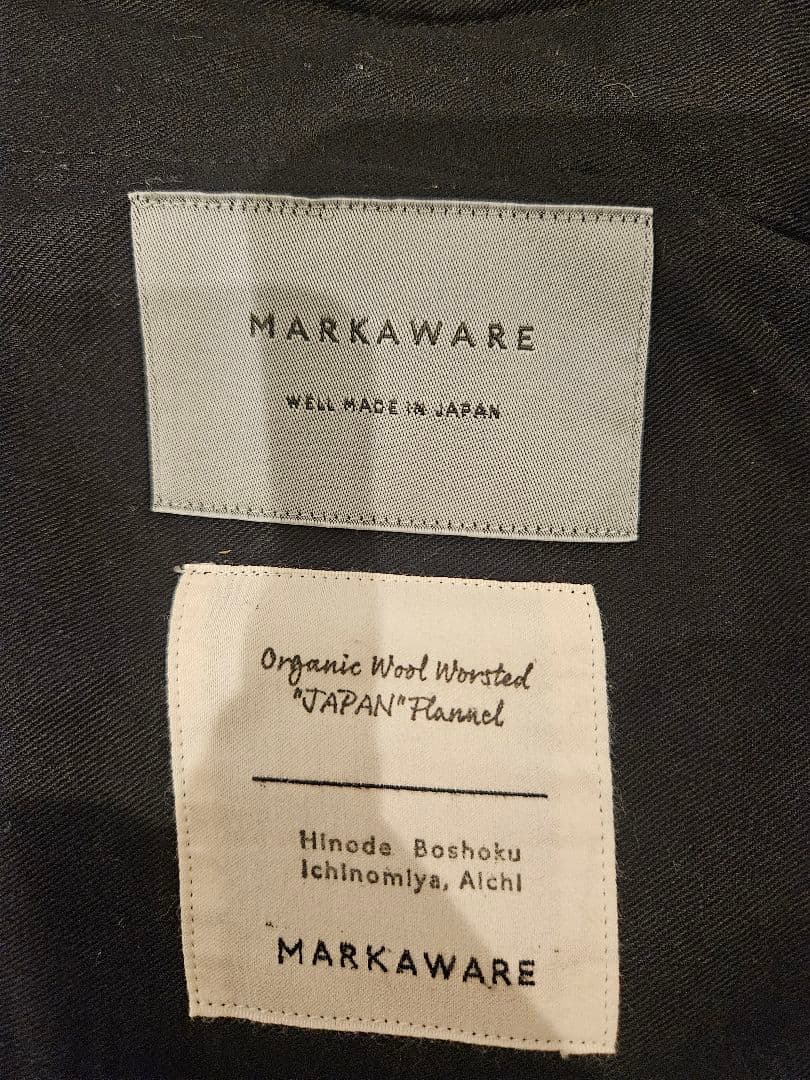 MARKAWARE
WELL MADE IN JAPAN
Organic Wool Worsted
"JAPAN" Flannel
Hinode Boshoku
Ichinomiya, Aichi
MARKAWARE